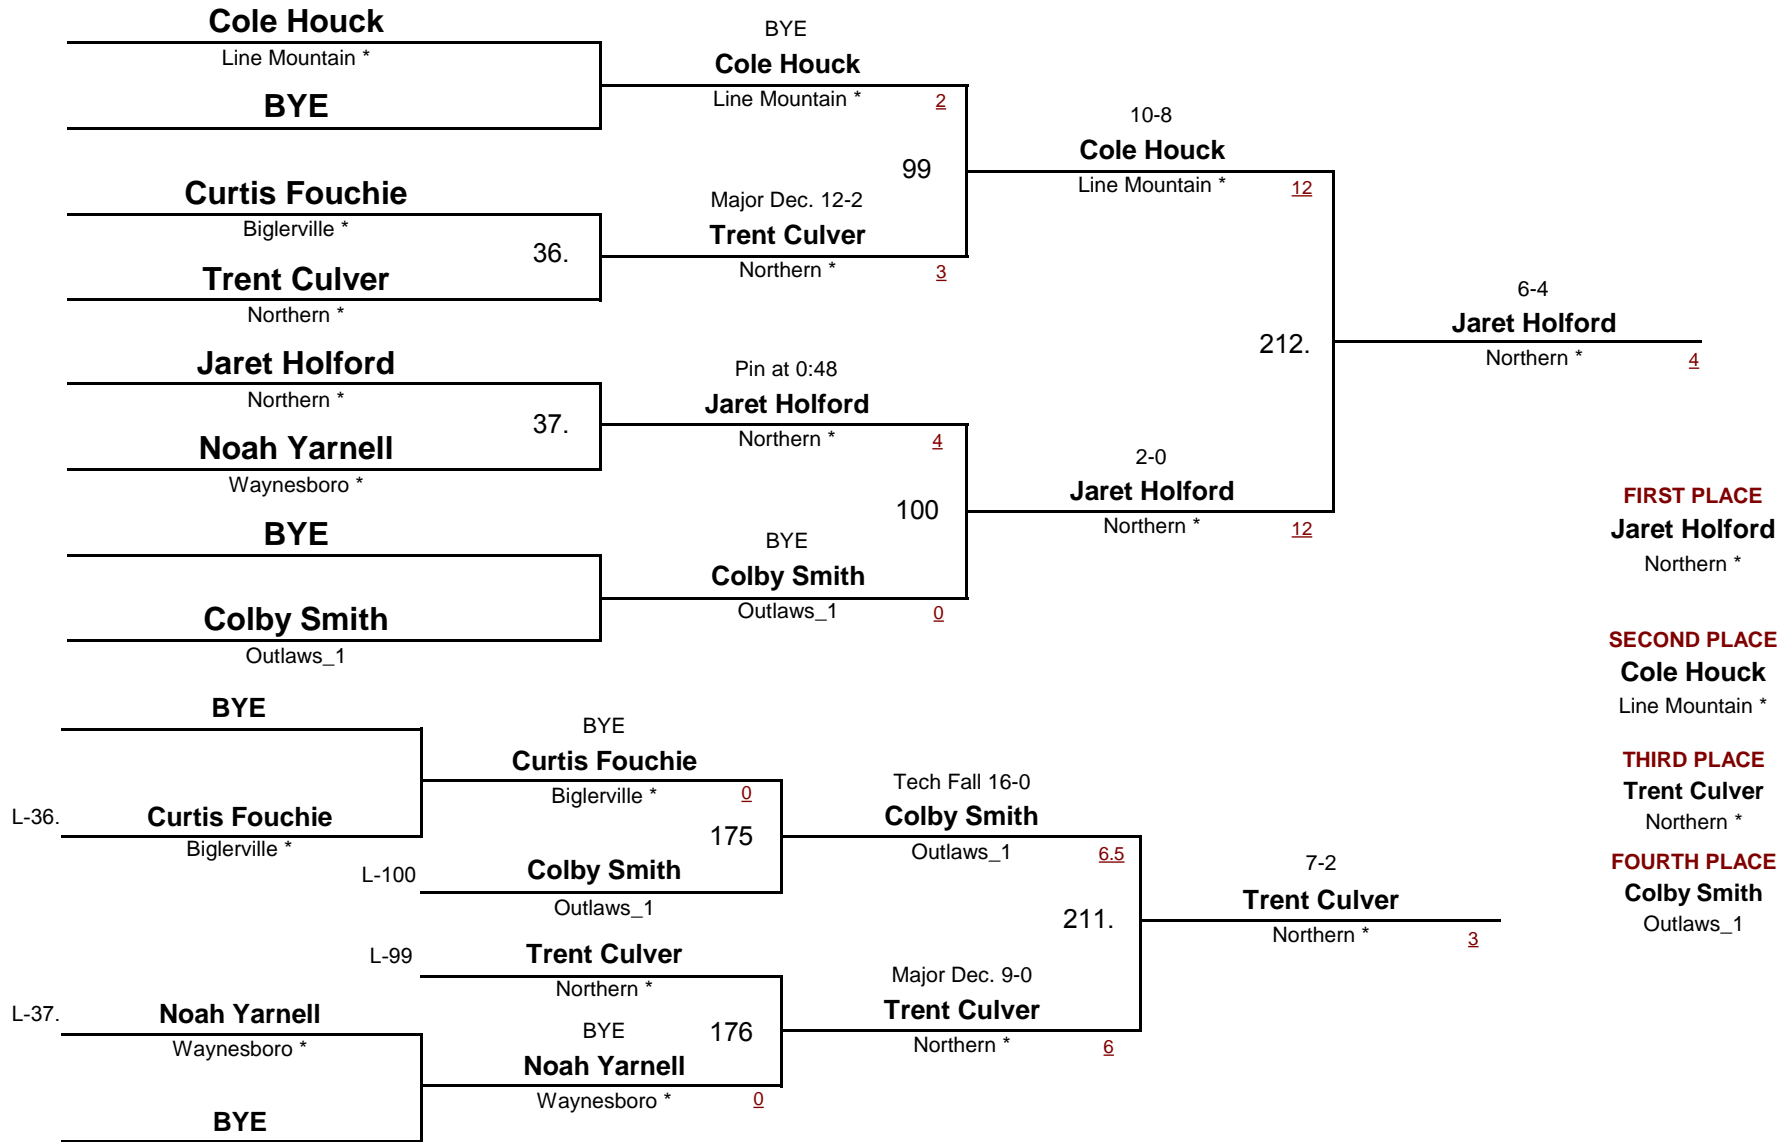 Cole Houck
Line Mountain *
BYE
Curtis Fouchie
Biglerville *
36.
Trent Culver
Northern *
Jaret Holford
Northern *
37.
Noah Yarnell
Waynesboro *
BYE
Colby Smith
Outlaws_1
BYE
Cole Houck
Line Mountain *
2
99
Major Dec. 12-2
Trent Culver
Northern *
3
Pin at 0:48
Jaret Holford
Northern *
4
100
BYE
Colby Smith
Outlaws_1
0
10-8
Cole Houck
Line Mountain *
12
212.
2-0
Jaret Holford
Northern *
12
6-4
Jaret Holford
Northern *
4
FIRST PLACE
Jaret Holford
Northern *
SECOND PLACE
Cole Houck
Line Mountain *
THIRD PLACE
Trent Culver
Northern *
FOURTH PLACE
Colby Smith
Outlaws_1
BYE
L-36.
Curtis Fouchie
Biglerville *
L-37.
Noah Yarnell
Waynesboro *
BYE
BYE
Curtis Fouchie
Biglerville *
0
175
L-100
Colby Smith
Outlaws_1
L-99
Trent Culver
Northern *
176
BYE
Noah Yarnell
Waynesboro *
0
Tech Fall 16-0
Colby Smith
Outlaws_1
6.5
211.
Major Dec. 9-0
Trent Culver
Northern *
6
7-2
Trent Culver
Northern *
3